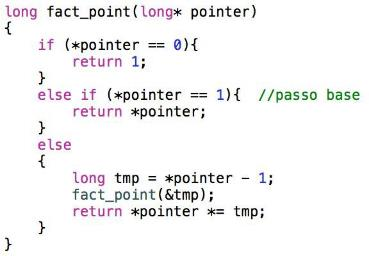 long fact_point(long* pointer)
{
    if (*pointer == 0){
        return 1;
    }
    else if (*pointer == 1){  //passo base
        return *pointer;
    }
    else
    {
        long tmp = *pointer - 1;
        fact_point(&tmp);
        return *pointer *= tmp;
    }
}